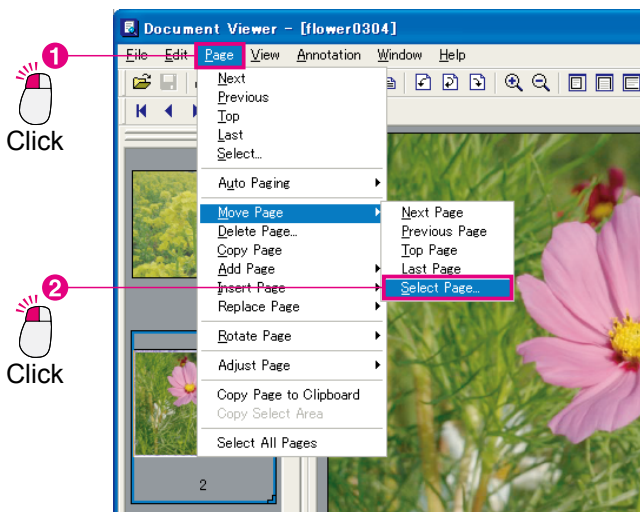 Document Viewer - [flower0304]
1
File Edit Page View Annotation Window Help
Click
Next
Previous
Top
Last
Select...
Auto Paging
Move Page
Delete Page...
Copy Page
Add Page
Insert Page
Replace Page
Rotate Page
Adjust Page
Copy Page to Clipboard
Copy Select Area
Select All Pages
Next Page
Previous Page
Top Page
Last Page
Select Page...
2
Click
2